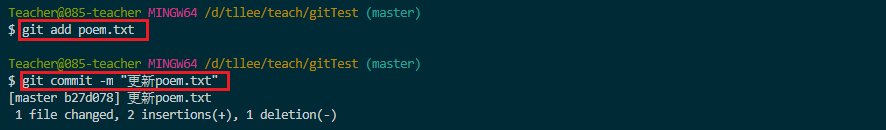 Teacher@085-teacher MINGW64 /d/tllee/teach/gitTest (master)
$ git add poem.txt
Teacher@085-teacher MINGW64 /d/tllee/teach/gitTest (master)
$ git commit -m "更新poem.txt"
[master b27d078] 更新poem.txt
 1 file changed, 2 insertions(+), 1 deletion(-)